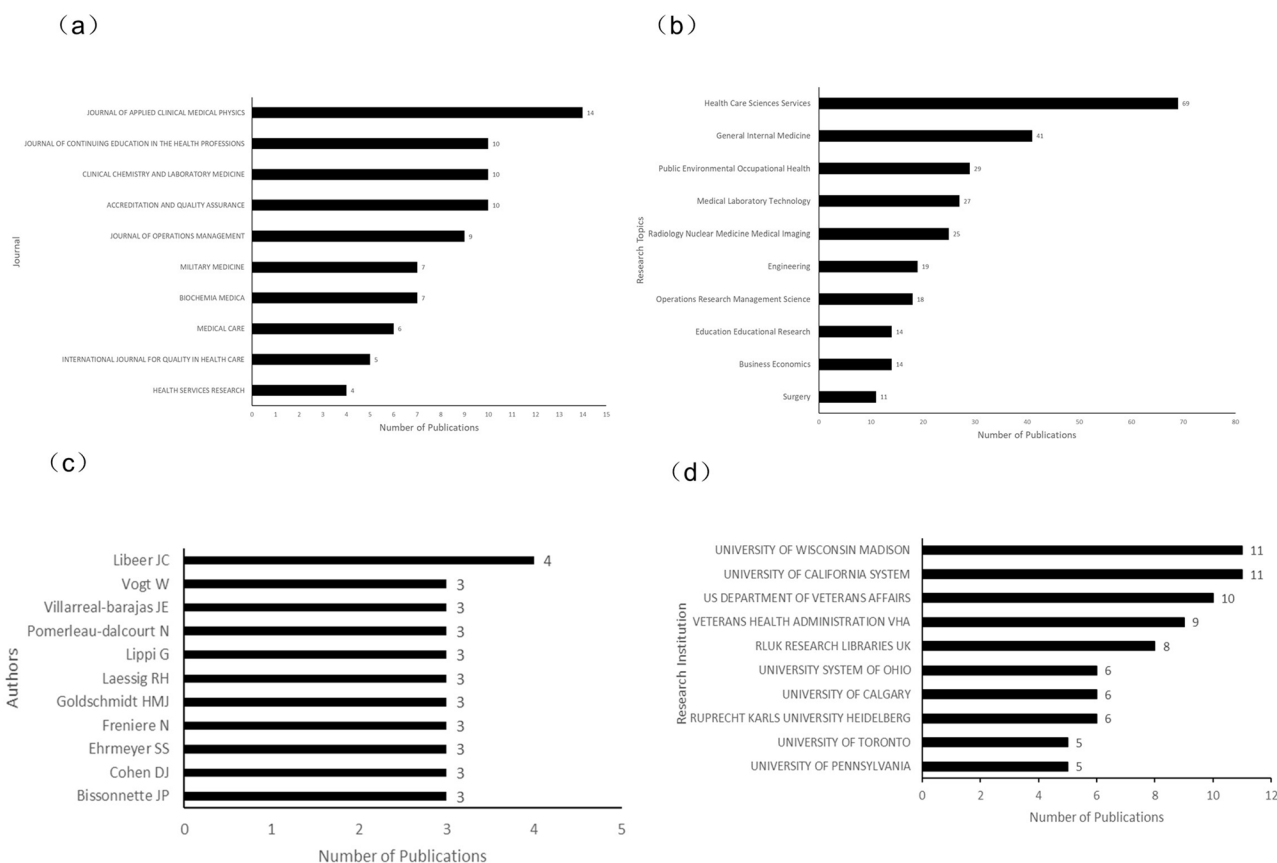 （a）
JOURNAL OF APPLIED CLINICAL MEDICAL PHYSICS 14
JOURNAL OF CONTINUING EDUCATION IN THE HEALTH PROFESSIONS 10
CLINICAL CHEMISTRY AND LABORATORY MEDICINE 10
ACCREDITATION AND QUALITY ASSURANCE 10
JOURNAL OF OPERATIONS MANAGEMENT 9
MILITARY MEDICINE 7
BIOCHEMIA MEDICA 7
MEDICAL CARE 6
INTERNATIONAL JOURNAL FOR QUALITY IN HEALTH CARE 5
HEALTH SERVICES RESEARCH 4
Journal
0 1 2 3 4 5 6 7 8 9 10 11 12 13 14 15
Number of Publications
（b）
Health Care Sciences Services 69
General Internal Medicine 41
Public Environmental Occupational Health 29
Medical Laboratory Technology 27
Radiology Nuclear Medicine Medical Imaging 25
Engineering 19
Operations Research Management Science 18
Education Educational Research 14
Business Economics 14
Surgery 11
Research Topics
0 10 20 30 40 50 60 70 80
Number of Publications
（c）
Libeer JC 4
Vogt W 3
Villarreal-barajas JE 3
Pomerleau-dalcourt N 3
Lippi G 3
Laessig RH 3
Goldschmidt HMJ 3
Freniere N 3
Ehrmeyer SS 3
Cohen DJ 3
Bissonnette JP 3
Authors
0 1 2 3 4 5
Number of Publications
（d）
UNIVERSITY OF WISCONSIN MADISON 11
UNIVERSITY OF CALIFORNIA SYSTEM 11
US DEPARTMENT OF VETERANS AFFAIRS 10
VETERANS HEALTH ADMINISTRATION VHA 9
RLUK RESEARCH LIBRARIES UK 8
UNIVERSITY SYSTEM OF OHIO 6
UNIVERSITY OF CALGARY 6
RUPRECHT KARLS UNIVERSITY HEIDELBERG 6
UNIVERSITY OF TORONTO 5
UNIVERSITY OF PENNSYLVANIA 5
Research Institution
0 2 4 6 8 10 12
Number of Publications